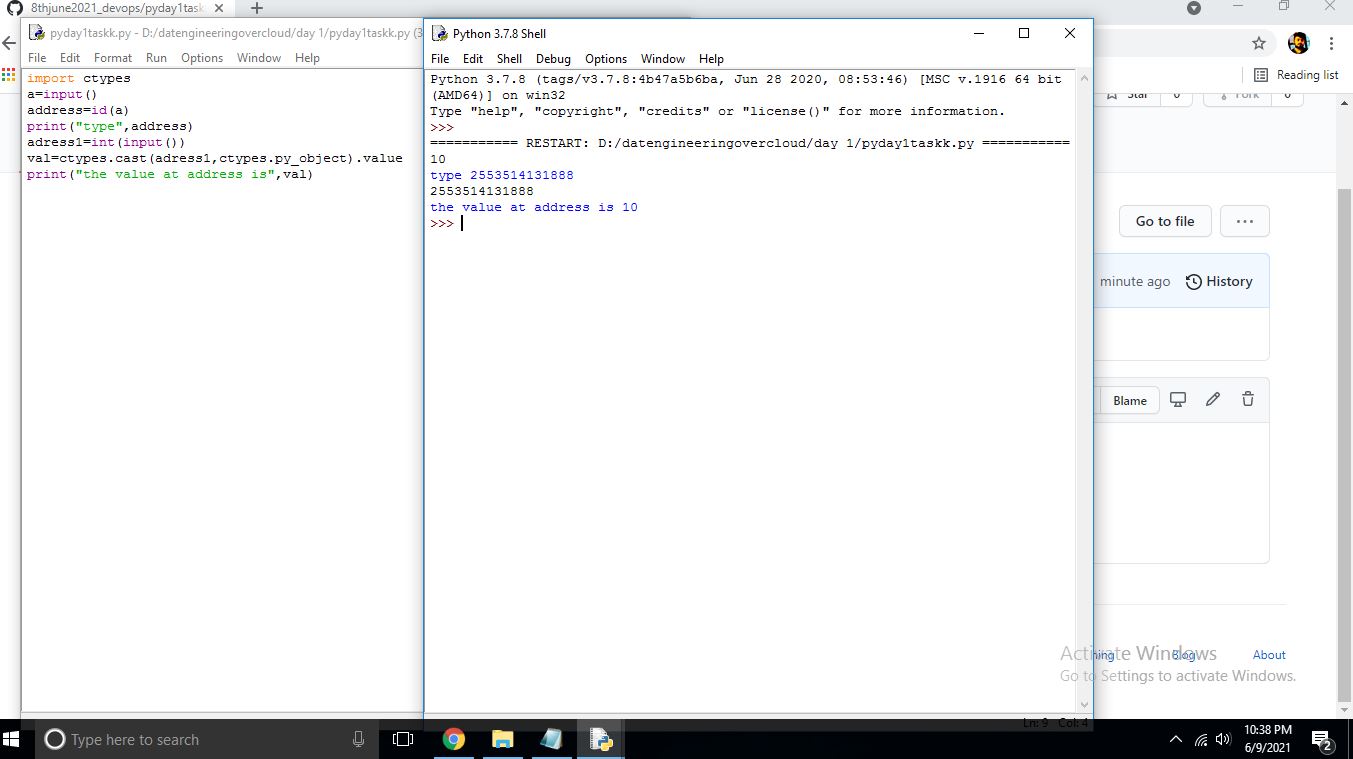 8thjune2021_devops/pyday1task
pyday1taskk.py - D:/datengineeringovercloud/day 1/pyday1taskk.py (3
File Edit Format Run Options Window Help
import ctypes
a=input()
address=id(a)
print("type",address)
adress1=int(input())
val=ctypes.cast(adress1,ctypes.py_object).value
print("the value at address is",val)
Python 3.7.8 Shell
File Edit Shell Debug Options Window Help
Python 3.7.8 (tags/v3.7.8:4b47a5b6ba, Jun 28 2020, 08:53:46) [MSC v.1916 64 bit
(AMD64)] on win32
Type "help", "copyright", "credits" or "license()" for more information.
>>>
=========== RESTART: D:/datengineeringovercloud/day 1/pyday1taskk.py ===========
10
type 2553514131888
2553514131888
the value at address is 10
>>>
Ln: 9 Col: 4
Reading list
Star 0 Fork 0
Go to file ...
minute ago History
Blame
Blog About
Activate Windows
Go to Settings to activate Windows.
Type here to search
10:38 PM
6/9/2021
2